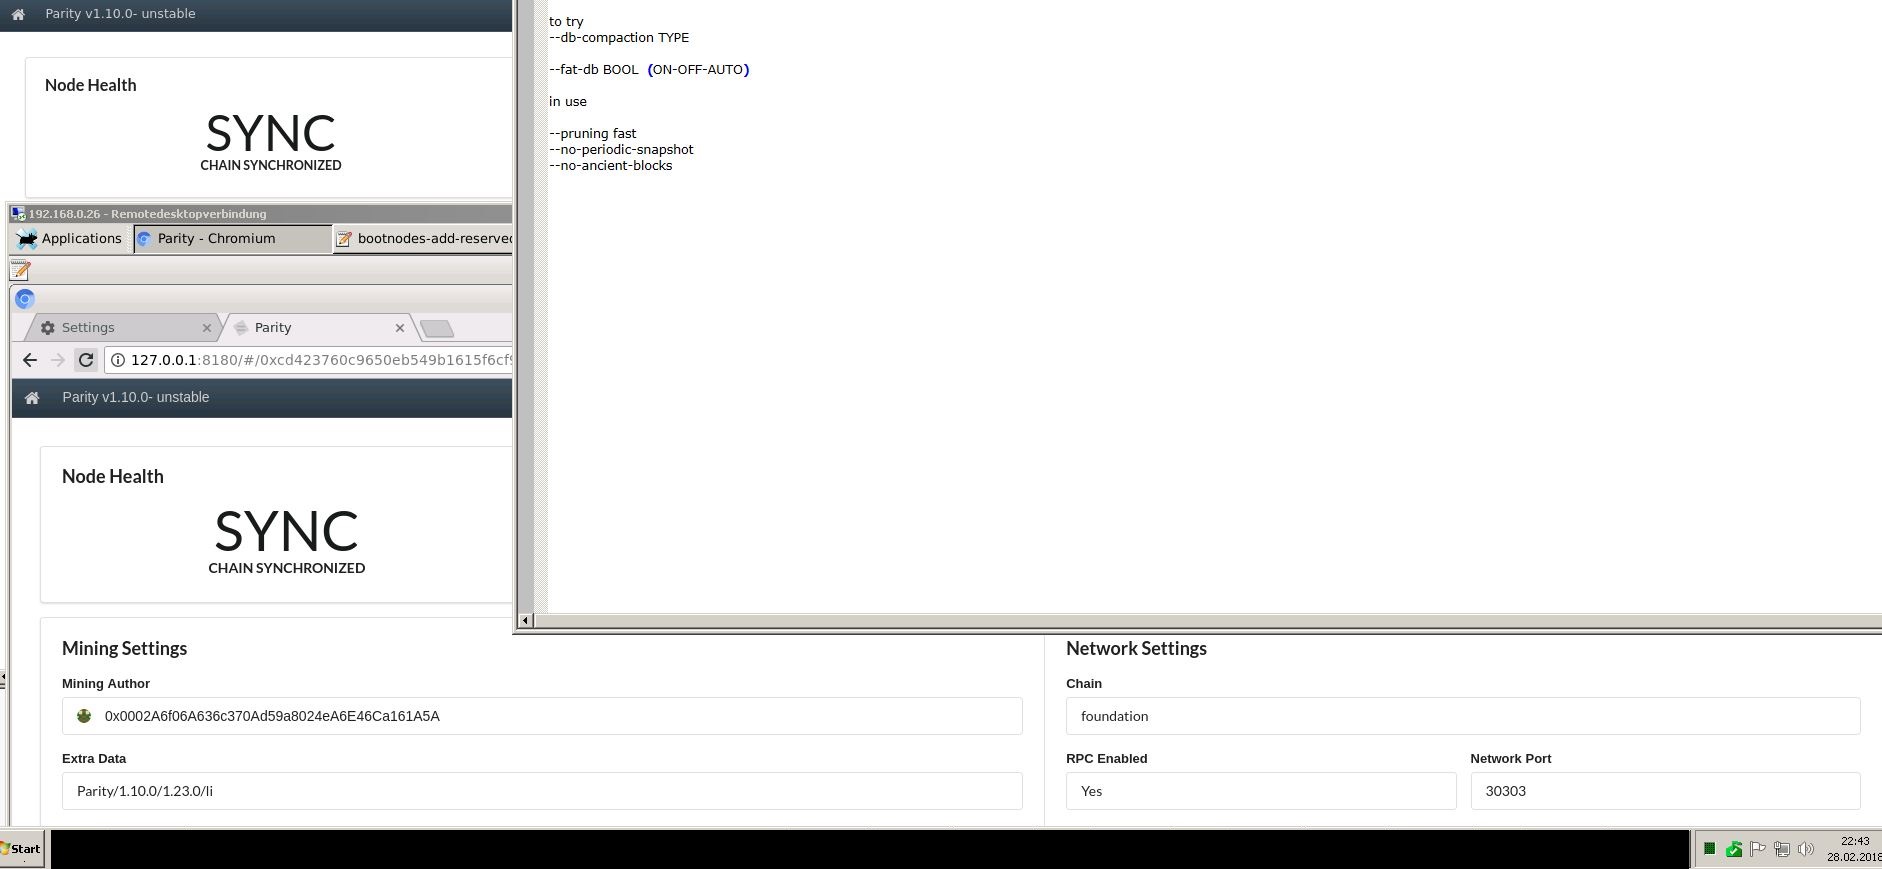 Parity v1.10.0- unstable
Node Health
SYNC
CHAIN SYNCHRONIZED
to try
--db-compaction TYPE
--fat-db BOOL (ON-OFF-AUTO)
in use
--pruning fast
--no-periodic-snapshot
--no-ancient-blocks
192.168.0.26 - Remotedesktopverbindung
Applications
Parity - Chromium
bootnodes-add-reserved
Settings
Parity
127.0.0.1:8180/#/0xcd423760c9650eb549b1615f6cf9
Parity v1.10.0- unstable
Node Health
SYNC
CHAIN SYNCHRONIZED
Mining Settings
Mining Author
0x0002A6f06A636c370Ad59a8024eA6E46Ca161A5A
Extra Data
Parity/1.10.0/1.23.0/li
Network Settings
Chain
foundation
RPC Enabled
Yes
Network Port
30303
Start
22:43
28.02.2018